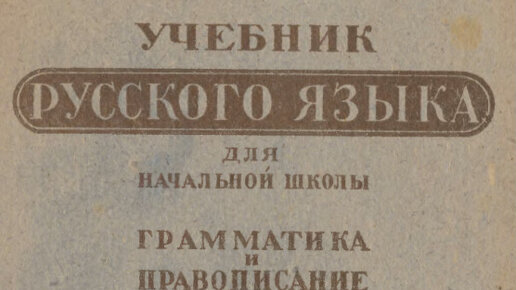 УЧЕБНИК
РУССКОГО ЯЗЫКА
ДЛЯ
НАЧАЛЬНОЙ ШКОЛЫ
ГРАММАТИКА
И
ПРАВОПИСАНИЕ